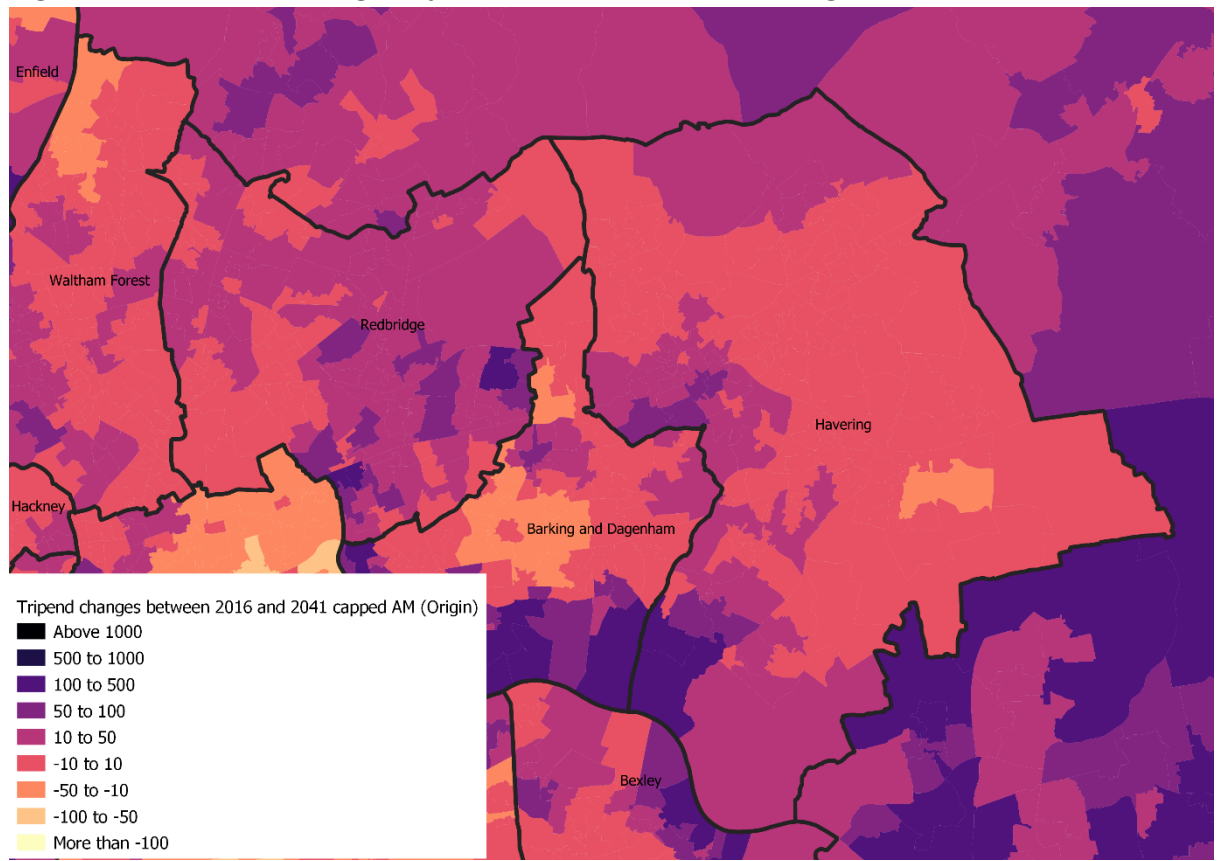 Enfield
Waltham Forest
Redbridge
Havering
Hackney
Barking and Dagenham
Bexley
Tripend changes between 2016 and 2041 capped AM (Origin)
Above 1000
500 to 1000
100 to 500
50 to 100
10 to 50
-10 to 10
-50 to -10
-100 to -50
More than -100